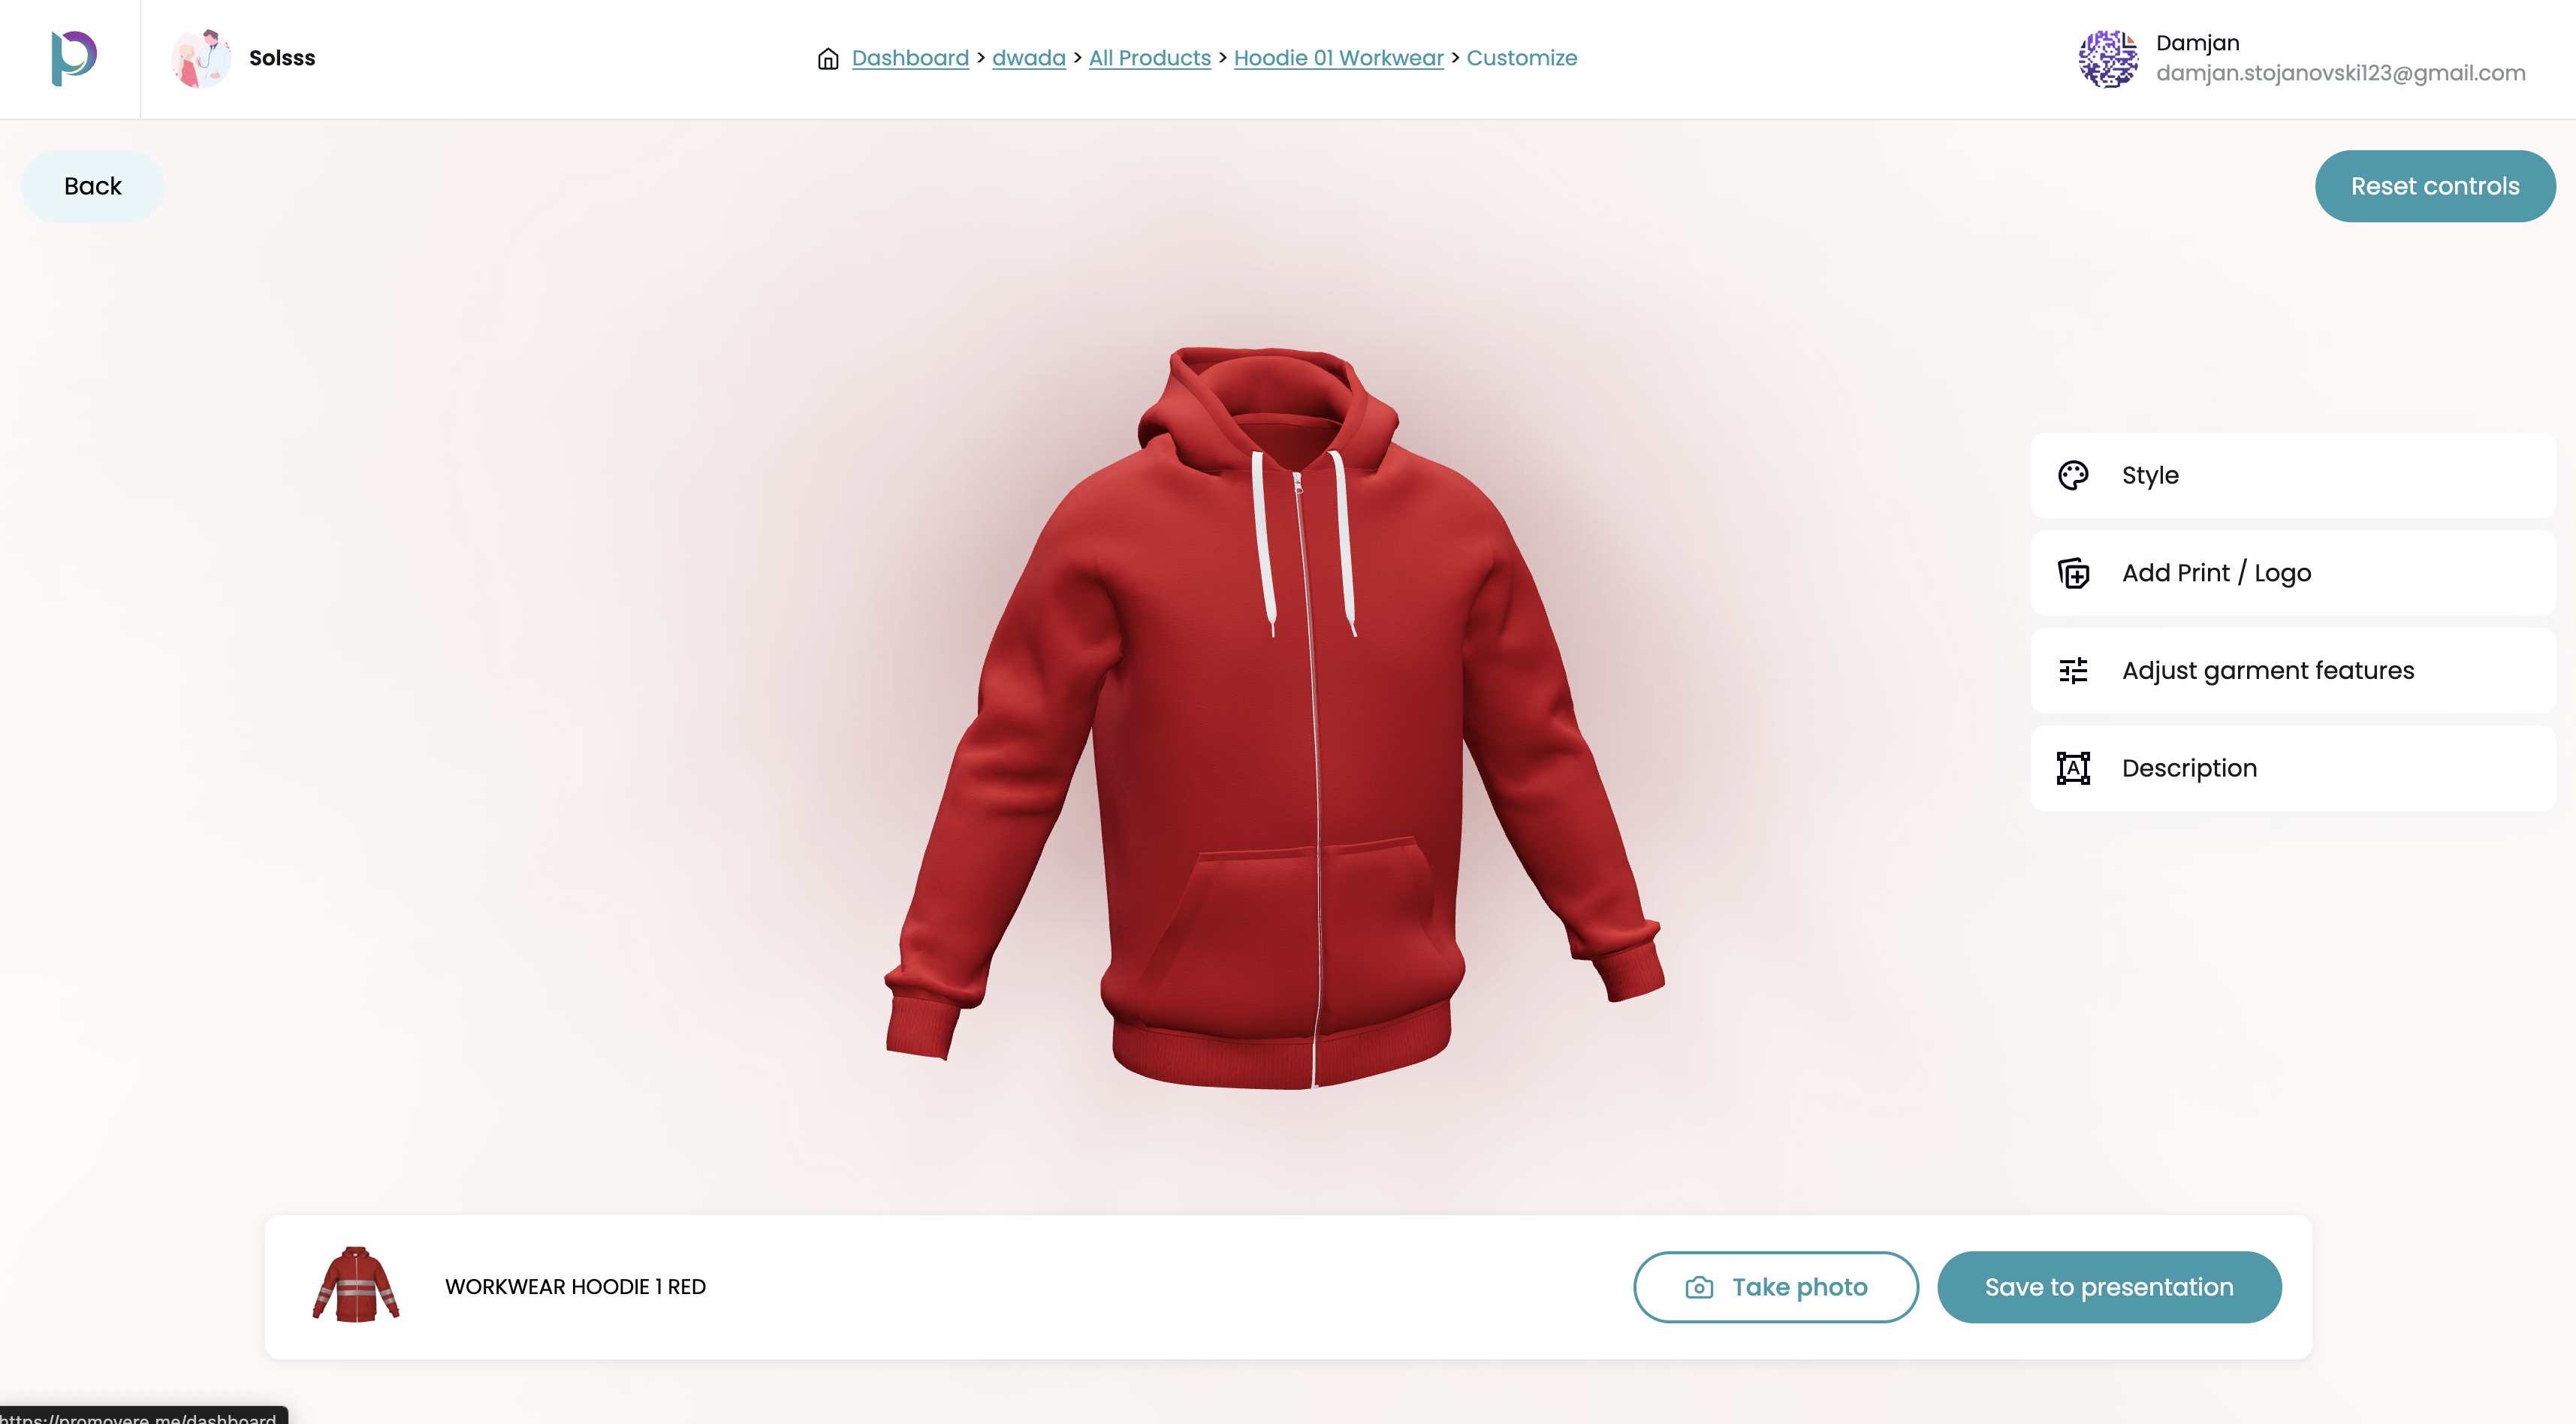 Solsss
Dashboard > dwada > All Products > Hoodie 01 Workwear > Customize
Damjan
damjan.stojanovski123@gmail.com
Back
Reset controls
Style
Add Print / Logo
Adjust garment features
A
Description
WORKWEAR HOODIE 1 RED
Take photo
Save to presentation
https://promovere.me/dashboard